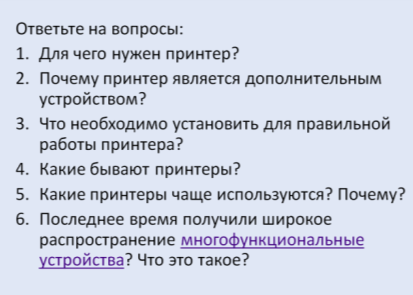 Ответьте на вопросы:
1. Для чего нужен принтер?
2. Почему принтер является дополнительным
устройством?
3. Что необходимо установить для правильной
работы принтера?
4. Какие бывают принтеры?
5. Какие принтеры чаще используются? Почему?
6. Последнее время получили широкое
распространение многофункциональные
устройства? Что это такое?